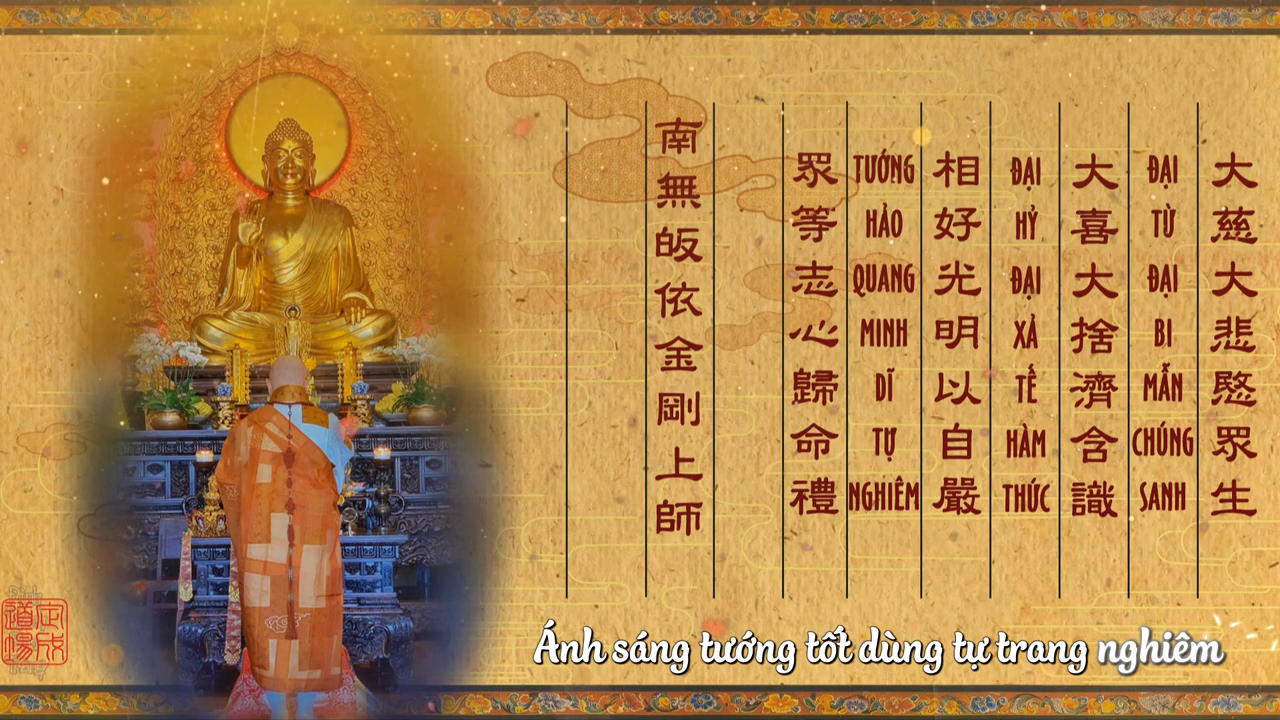 大慈大悲愍眾生
ĐẠI TỪ ĐẠI BI MẪN CHÚNG SANH
大喜大捨濟含識
ĐẠI HỶ ĐẠI XẢ TẾ HÀM THỨC
相好光明以自嚴
TƯỚNG HẢO QUANG MINH DĨ TỰ NGHIÊM
眾等志心歸命禮
南無皈依金剛上師
Ánh sáng tướng tốt dùng tự trang nghiêm